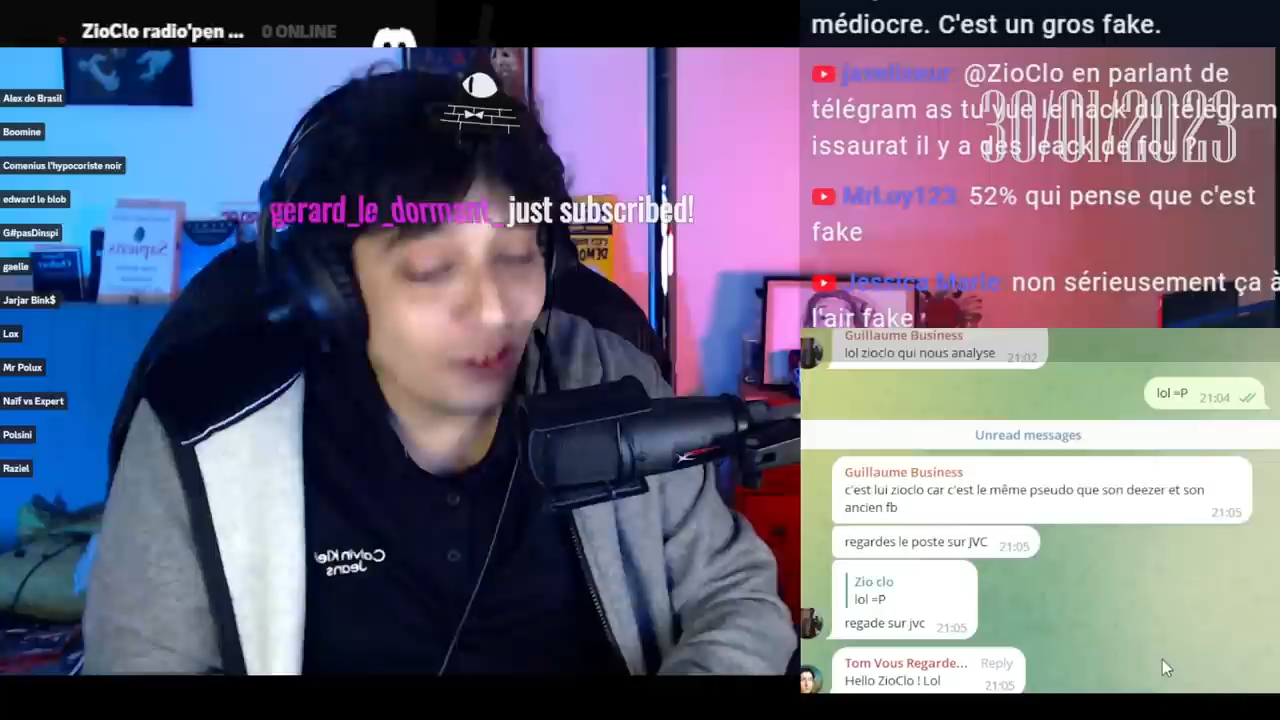 ZioClo radio'pen ...
0 ONLINE
Alex do Brasil
Boomine
Comenius l'hypocoriste noir
edward le blob
G#pasDinspi
gaelle
Jarjar Bink$
Lox
Mr Polux
Naïf vs Expert
Polsini
Raziel
gerard_le_dormant_ just subscribed!
Sapiens
DEMO
Calvin Klein
Jeans
médiocre. C'est un gros fake.
@ZioClo en parlant de
télégram as tu vue le hack du télégram
issaurat il y a des leack de fou ?
30/01/2023
MrLuy123 52% qui pense que c'est
fake
Jessica Marie non sérieusement ça à
l'air fake
Guillaume Business
lol zioclo qui nous analyse 21:02
lol =P 21:04
Unread messages
Guillaume Business
c'est lui zioclo car c'est le même pseudo que son deezer et son
ancien fb
21:05
regardes le poste sur JVC 21:05
Zio clo
lol =P
regade sur jvc 21:05
Tom Vous Regarde... Reply
Hello ZioClo ! Lol
21:05